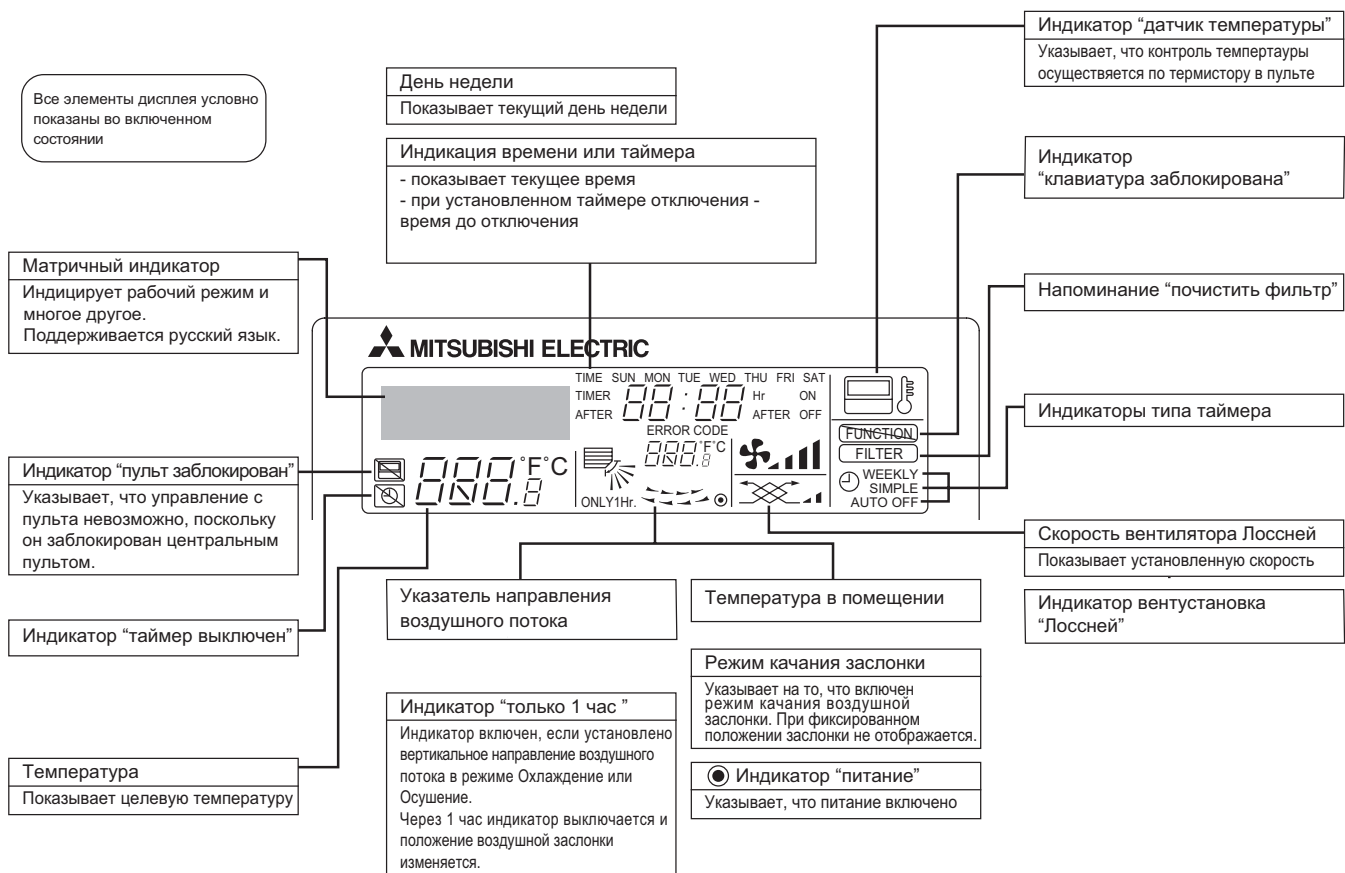 Все элементы дисплея условно
показаны во включенном
состоянии
День недели
Показывает текущий день недели
Индикация времени или таймера
- показывает текущее время
- при установленном таймере отключения -
время до отключения
Индикатор “датчик температуры”
Указывает, что контроль темпертауры
осуществяется по термистору в пульте
Индикатор
“клавиатура заблокирована”
Напоминание “почистить фильтр”
Индикаторы типа таймера
Скорость вентилятора Лоссней
Показывает установленную скорость
Индикатор вентустановка
“Лоссней”
Матричный индикатор
Индицирует рабочий режим и
многое другое.
Поддерживается русский язык.
Индикатор “пульт заблокирован”
Указывает, что управление с
пульта невозможно, поскольку
он заблокирован центральным
пультом.
Индикатор “таймер выключен”
Температура
Показывает целевую температуру
MITSUBISHI ELECTRIC
TIME SUN MON TUE WED THU FRI SAT
TIMER 88:88 Hr ON
AFTER AFTER OFF
ERROR CODE
888.8 °F°C
888.8 °F°C
ONLY1Hr.
FUNCTION
FILTER
WEEKLY
SIMPLE
AUTO OFF
Указатель направления
воздушного потока
Температура в помещении
Индикатор “только 1 час ”
Индикатор включен, если установлено
вертикальное направление воздушного
потока в режиме Охлаждение или
Осушение.
Через 1 час индикатор выключается и
положение воздушной заслонки
изменяется.
Режим качания заслонки
Указывает на то, что включен
режим качания воздушной
заслонки. При фиксированном
положении заслонки не отображается.
Индикатор “питание”
Указывает, что питание включено